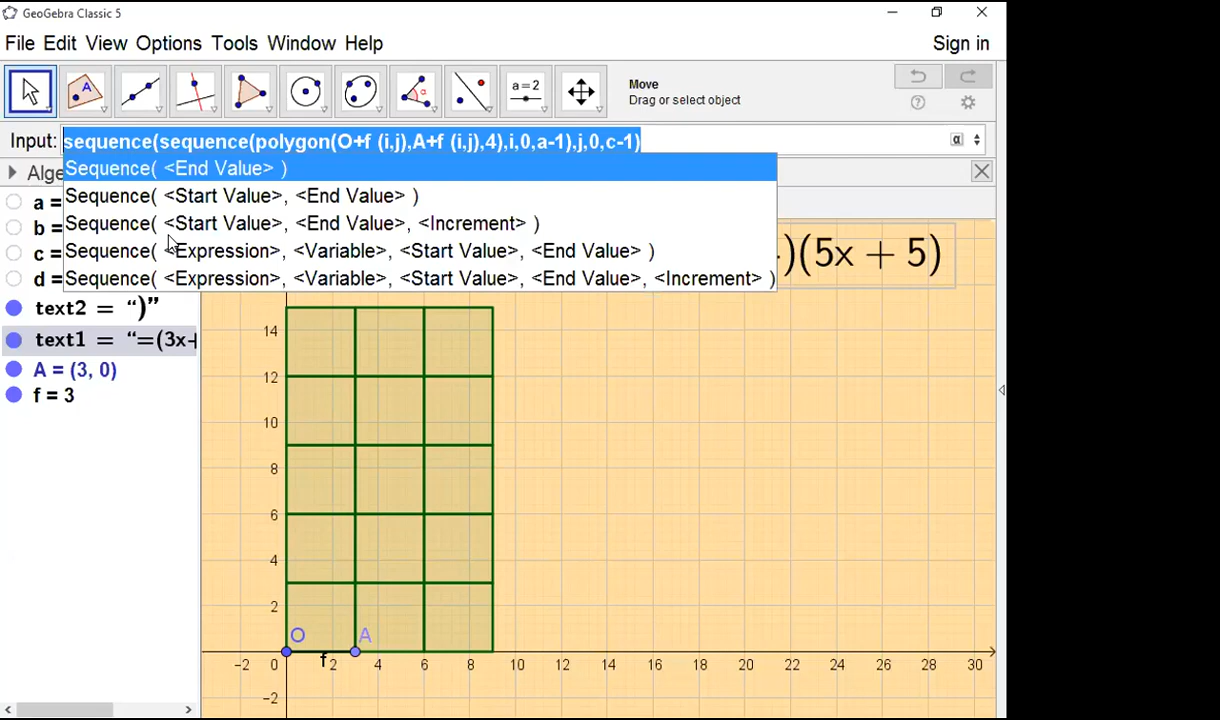 GeoGebra Classic 5
File Edit View Options Tools Window Help
Sign in
A
α
a=2
Move
Drag or select object
Input:
sequence(sequence(polygon(O+f (i,j),A+f (i,j),4),i,0,a-1),j,0,c-1)
α
Alge
Sequence( <End Value> )
Sequence( <Start Value>, <End Value> )
Sequence( <Start Value>, <End Value>, <Increment> )
Sequence( <Expression>, <Variable>, <Start Value>, <End Value> )
Sequence( <Expression>, <Variable>, <Start Value>, <End Value>, <Increment> )
a =
b =
c =
d =
text2 = “)”
text1 = “=(3x+
A = (3, 0)
f = 3
)(5x + 5)
14
12
10
8
6
4
2
O
A
f
−2 0 2 4 6 8 10 12 14 16 18 20 22 24 26 28 30
−2